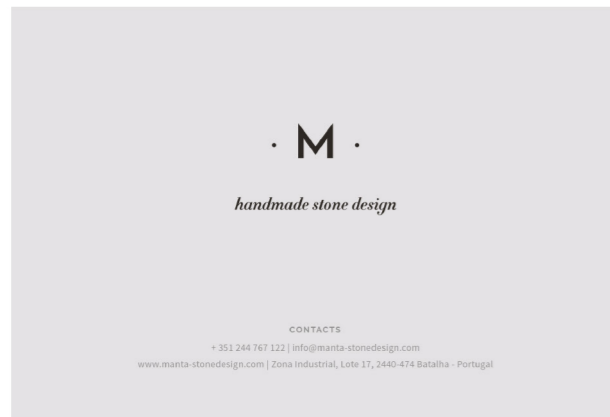 · M ·
handmade stone design
CONTACTS
+ 351 244 767 122 | info@manta-stonedesign.com
www.manta-stonedesign.com | Zona Industrial, Lote 17, 2440-474 Batalha - Portugal